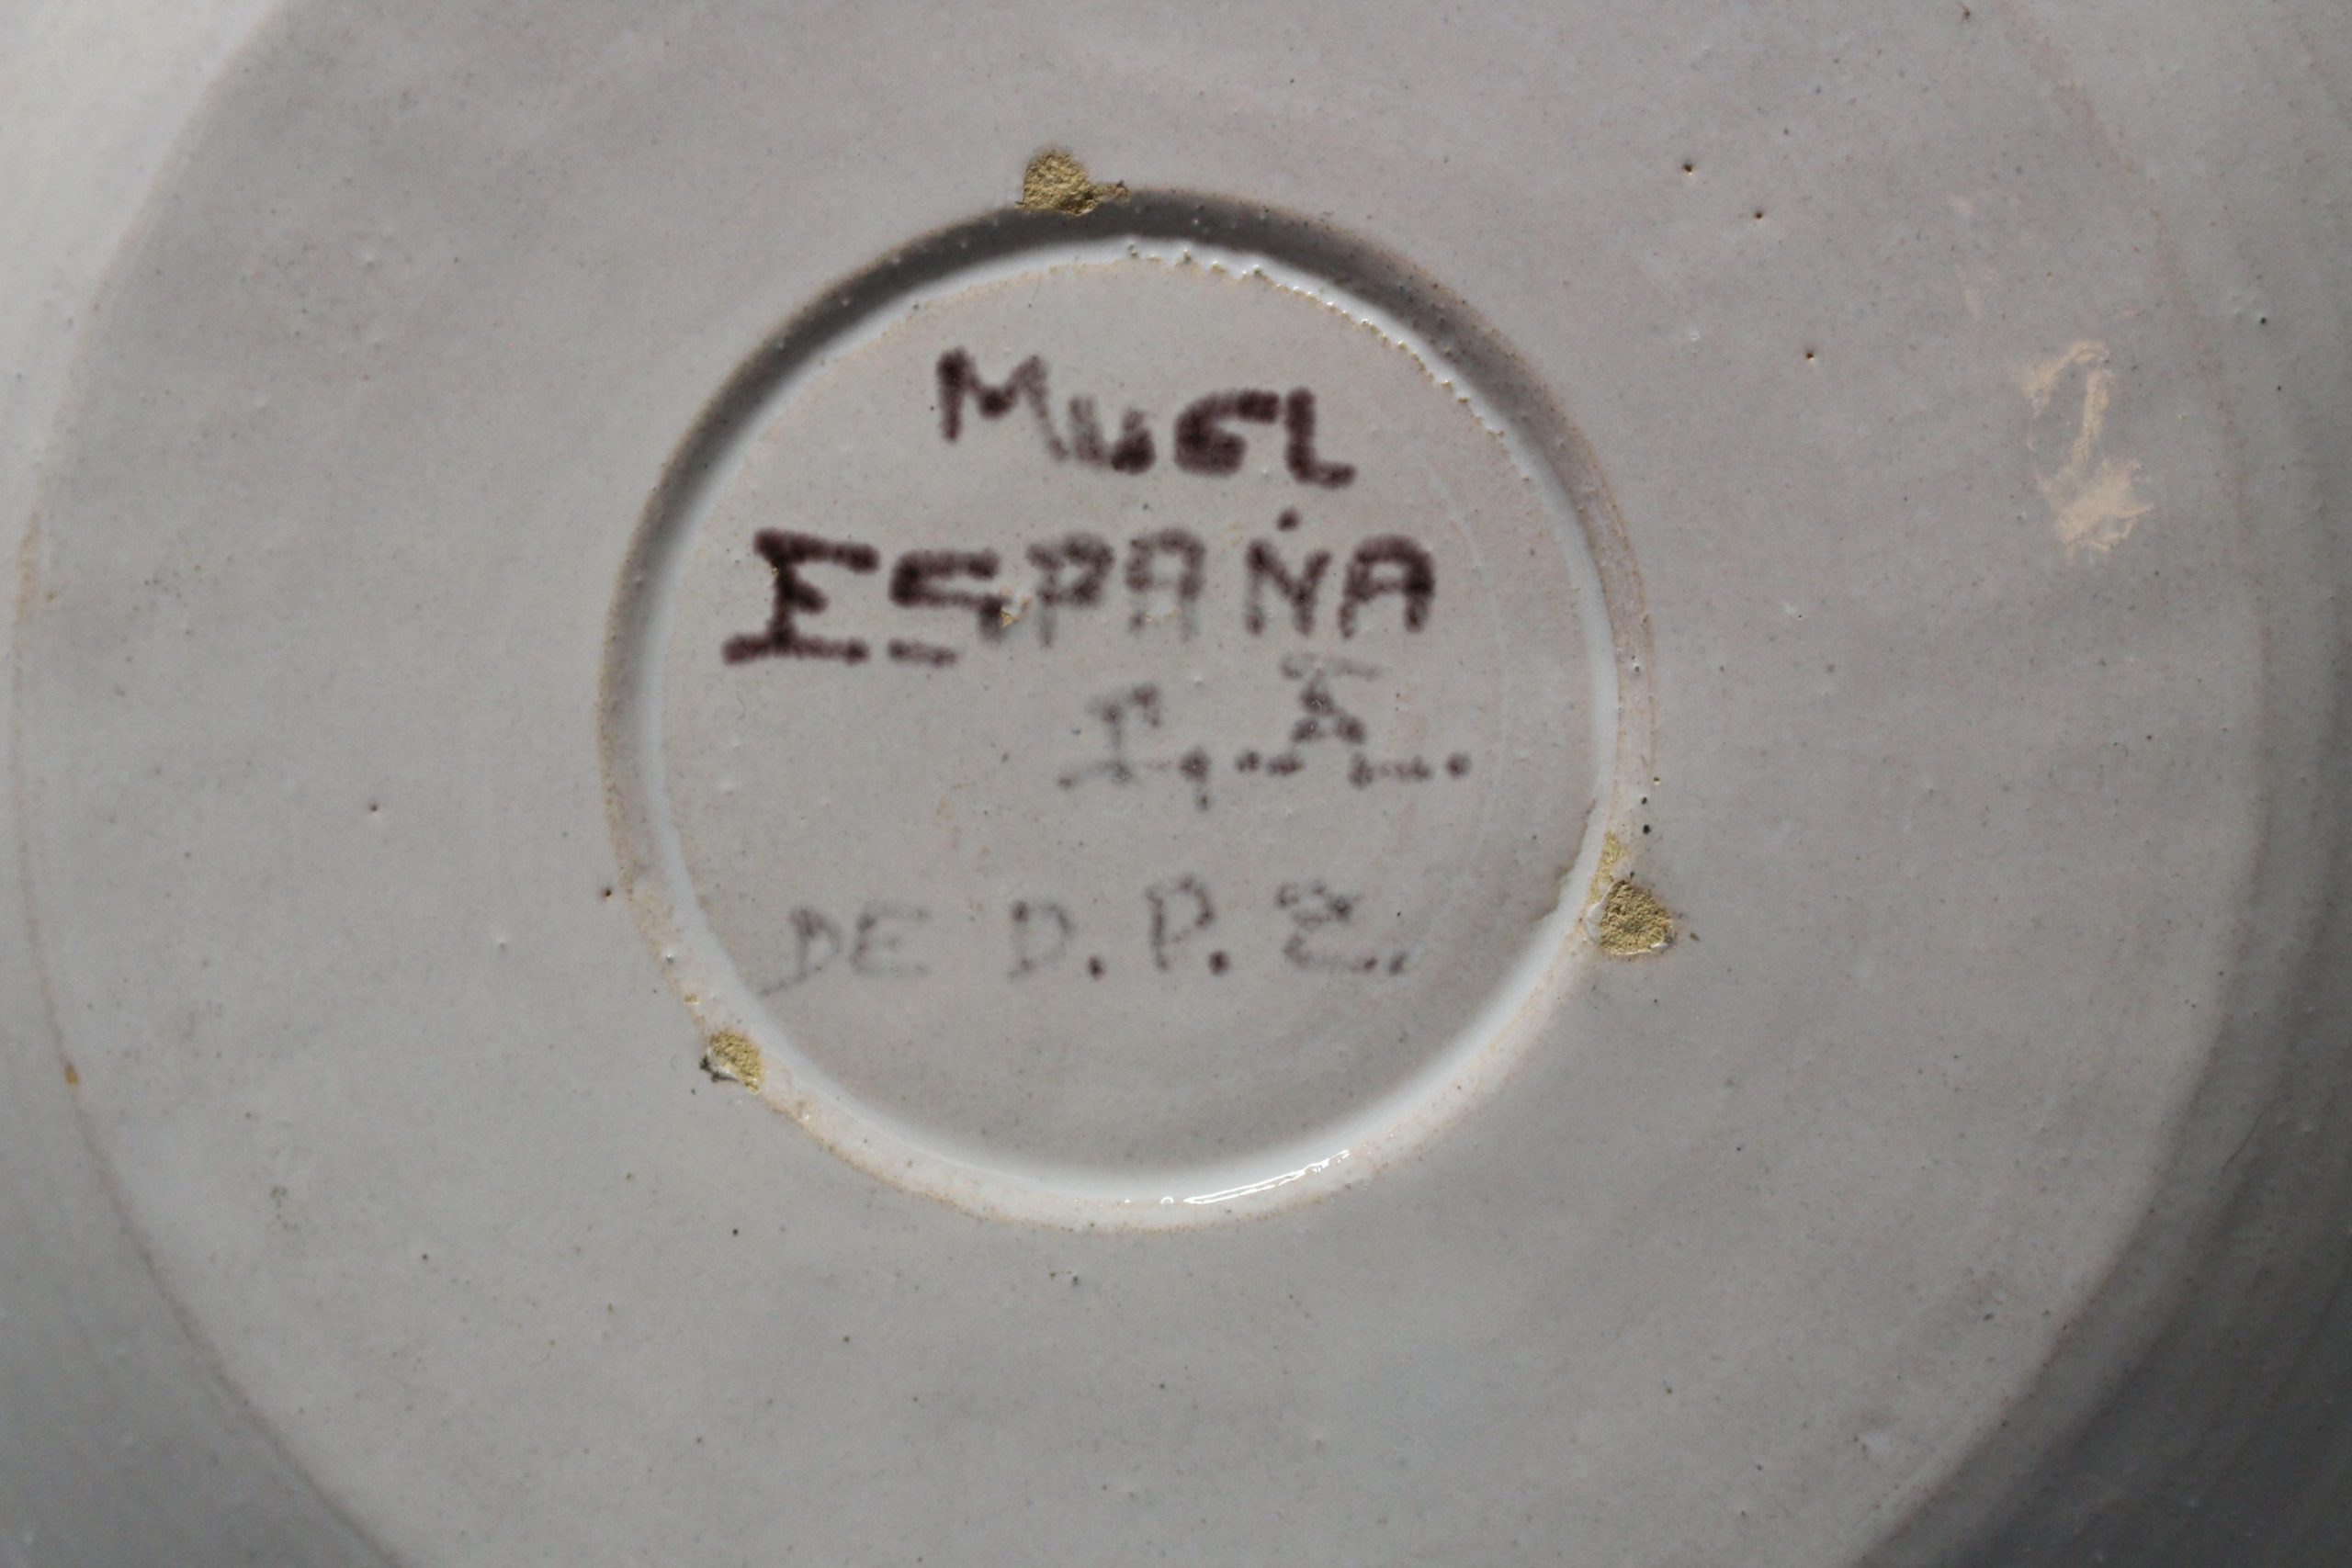 MUEL
ESPAÑA
DE D. P. Z.